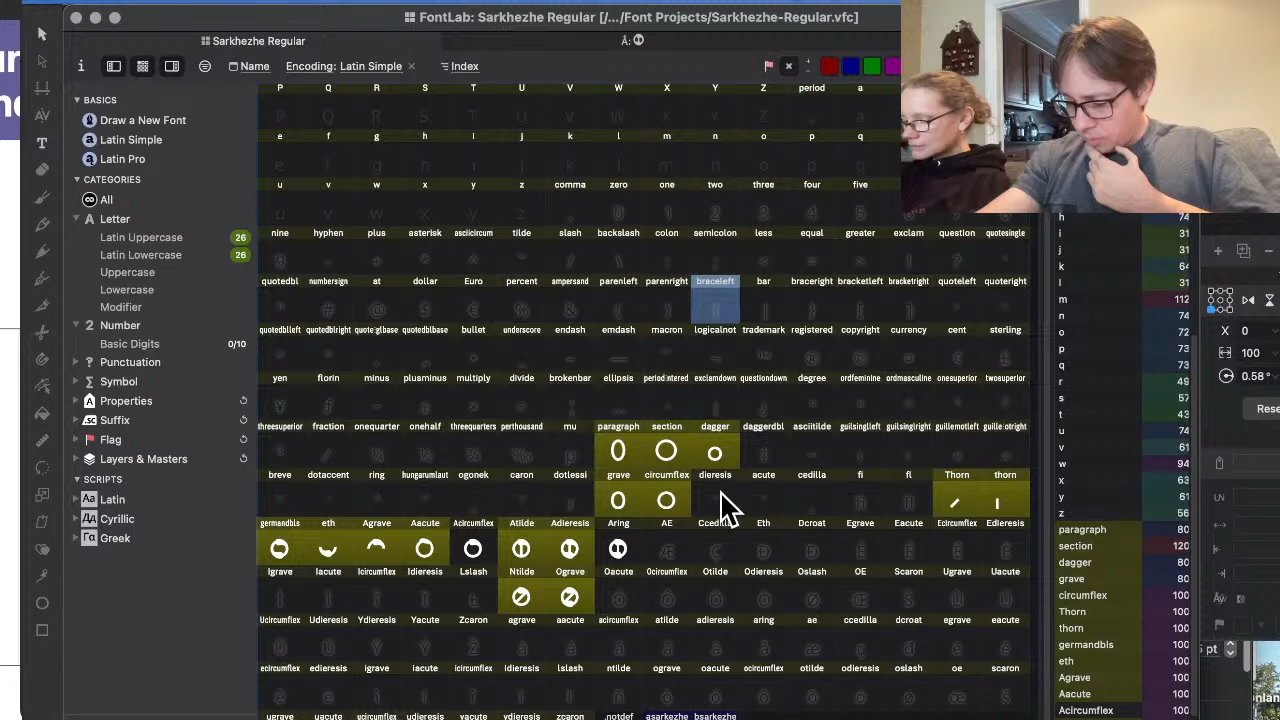 FontLab: Sarkhezhe Regular [/.../Font Projects/Sarkhezhe-Regular.vfc]
Sarkhezhe Regular
Name Encoding: Latin Simple Index
BASICS
Draw a New Font
Latin Simple
Latin Pro
CATEGORIES
All
Letter
Latin Uppercase 26
Latin Lowercase 26
Uppercase
Lowercase
Modifier
Number
Basic Digits 0/10
Punctuation
Symbol
Properties
Suffix
Flag
Layers & Masters
SCRIPTS
Latin
Cyrillic
Greek
P Q R S T U V W X Y Z period a
e f g h i j k l m n o p q
u v w x y z comma zero one two three four five
nine hyphen plus asterisk asciicircum tilde slash backslash colon semicolon less equal greater exclam question quotesingle
quotedbl numbersign at dollar Euro percent ampersand parenleft parenright braceleft bar braceright bracketleft bracketright quoteleft quoteright
quotedblleft quotedblright quotedblbase bullet underscore endash emdash macron logicalnot trademark registered copyright currency cent sterling
yen florin minus plusminus multiply divide brokenbar ellipsis exclamdown questiondown degree ordfeminine ordmasculine onesuperior twosuperior
threesuperior fraction onequarter onehalf threequarters perthousand mu paragraph section dagger daggerdbl asciitilde guilsinglleft guilsinglright guillemotleft
breve dotaccent ring hungarumlaut ogonek caron dotlessi grave circumflex dieresis acute cedilla fi fl Thorn thorn
germandbls eth Agrave Aacute Acircumflex Atilde Adieresis Aring AE Eth Dcroat Egrave Eacute Ecircumflex Edieresis
Igrave Iacute Icircumflex Idieresis Lslash Ntilde Ograve Oacute Ocircumflex Otilde Odieresis Oslash OE Scaron Ugrave Uacute
Ucircumflex Udieresis Ydieresis Yacute Zcaron agrave aacute acircumflex atilde adieresis aring ae ccedilla dcroat egrave eacute
ecircumflex edieresis igrave iacute icircumflex idieresis lslash ntilde ograve oacute ocircumflex otilde odieresis oslash oe scaron
ugrave uacute ucircumflex udieresis yacute ydieresis zcaron .notdef asarkezhe bsarkezhe
h 74
i 31
j 31
k 64
l 31
m 112
n 74
o 72
p 73
q 73
r 49
s 57
t 43
u 74
v 61
w 94
x 63
y 61
z 56
paragraph 80
section 120
dagger 80
grave 80
circumflex 100
Thorn 100
thorn 100
germandbls 100
eth 100
Agrave 100
Aacute 100
Acircumflex 100
X 0
100
0.58°
Rese
UN
5 pt